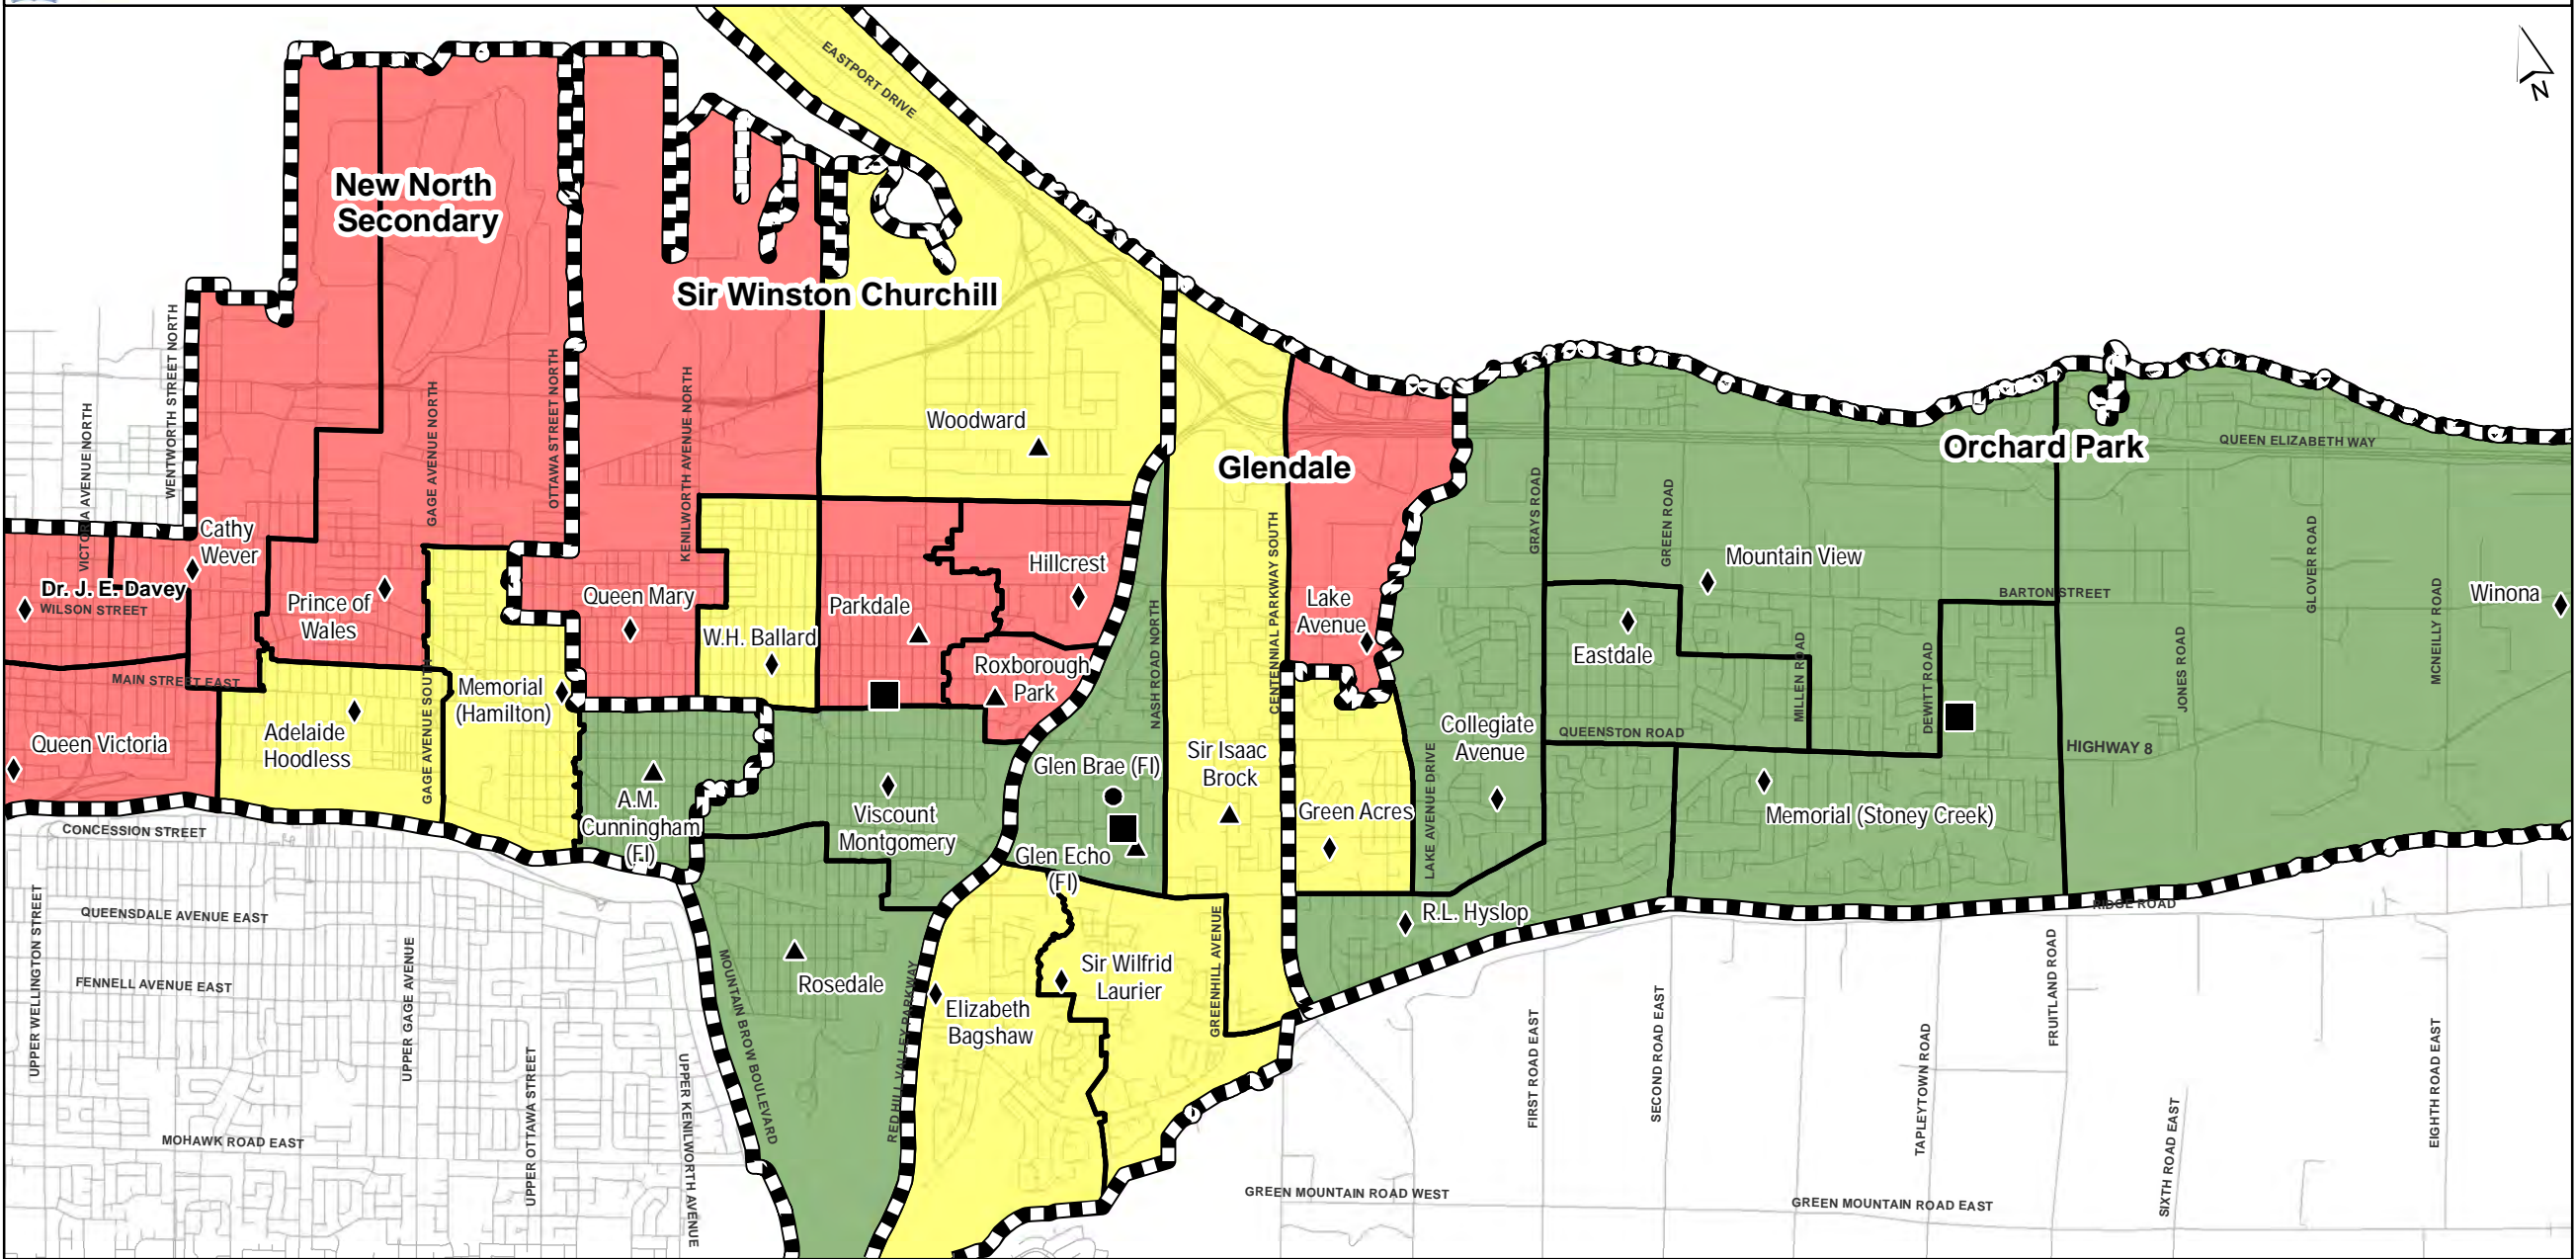 EASTPORT DRIVE
N
New North
Secondary
Sir Winston Churchill
WENTWORTH STREET NORTH
VICTORIA AVENUE NORTH
GAGE AVENUE NORTH
OTTAWA STREET NORTH
KENILWORTH AVENUE NORTH
Woodward
Glendale
Orchard Park
QUEEN ELIZABETH WAY
Cathy
Wever
Dr. J. E. Davey
WILSON STREET
Prince of
Wales
Queen Mary
W.H. Ballard
Parkdale
Hillcrest
Roxborough
Park
NASH ROAD NORTH
CENTENNIAL PARKWAY SOUTH
Lake
Avenue
GRAYS ROAD
GREEN ROAD
Mountain View
Eastdale
BARTON STREET
MILLEN ROAD
DEWITT ROAD
JONES ROAD
GLOVER ROAD
MCNEILLY ROAD
Winona
MAIN STREET EAST
Queen Victoria
Adelaide
Hoodless
GAGE AVENUE SOUTH
Memorial
(Hamilton)
A.M.
Cunningham
(FI)
Viscount
Montgomery
Glen Brae (FI)
Glen Echo
(FI)
Sir Isaac
Brock
Green Acres
LAKE AVENUE DRIVE
Collegiate
Avenue
QUEENSTON ROAD
HIGHWAY 8
Memorial (Stoney Creek)
R.L. Hyslop
RIDGE ROAD
CONCESSION STREET
QUEENSDALE AVENUE EAST
FENNELL AVENUE EAST
MOHAWK ROAD EAST
UPPER WELLINGTON STREET
UPPER GAGE AVENUE
UPPER OTTAWA STREET
UPPER KENILWORTH AVENUE
MOUNTAIN BROW BOULEVARD
Rosedale
RED HILL VALLEY PARKWAY
Elizabeth
Bagshaw
Sir Wilfrid
Laurier
GREENHILL AVENUE
FIRST ROAD EAST
SECOND ROAD EAST
TAPLEYTOWN ROAD
FRUITLAND ROAD
SIXTH ROAD EAST
EIGHTH ROAD EAST
GREEN MOUNTAIN ROAD WEST
GREEN MOUNTAIN ROAD EAST